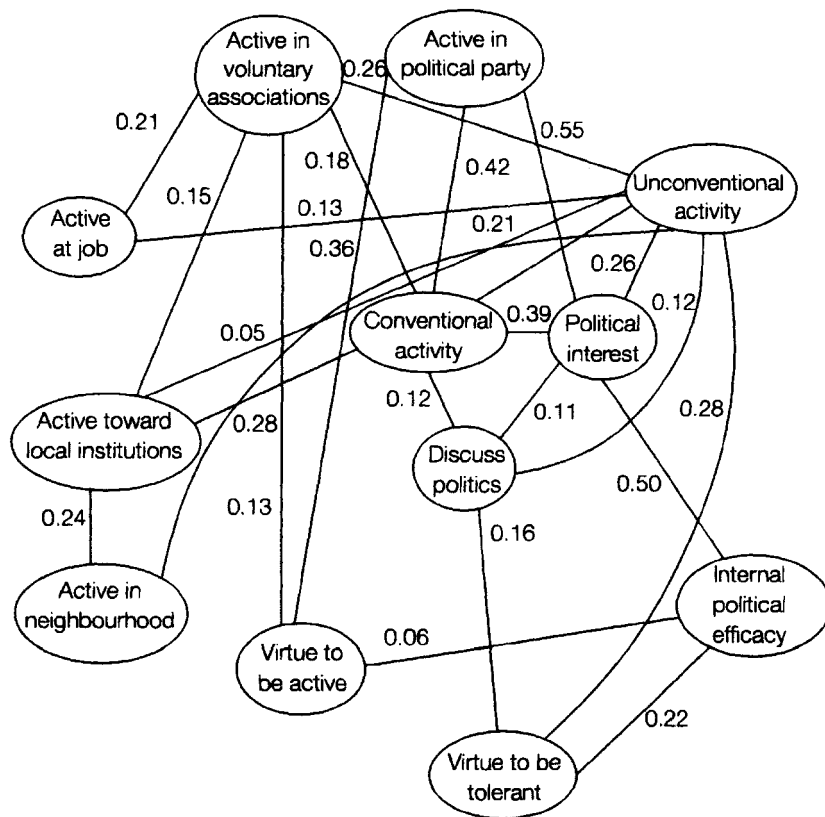 Active in
voluntary
associations
Active in
political party
0.26
0.21
0.55
0.18
0.42
0.15
Unconventional
activity
Active
at job
0.13
0.21
0.36
0.26
0.12
Conventional
activity
0.39
Political
interest
0.05
0.12
0.11
0.28
Active toward
local institutions
0.28
Discuss
politics
0.50
0.24
0.13
0.16
Active in
neighbourhood
Internal
political
efficacy
0.06
Virtue to
be active
0.22
Virtue to be
tolerant